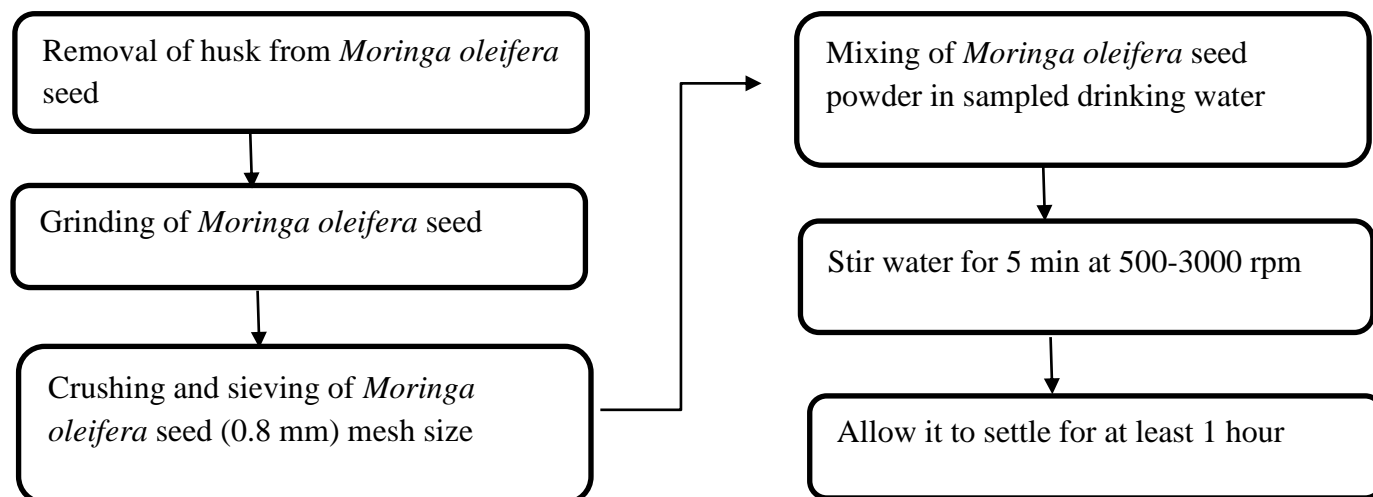 Removal of husk from Moringa oleifera
seed
Grinding of Moringa oleifera seed
Crushing and sieving of Moringa
oleifera seed (0.8 mm) mesh size
Mixing of Moringa oleifera seed
powder in sampled drinking water
Stir water for 5 min at 500-3000 rpm
Allow it to settle for at least 1 hour